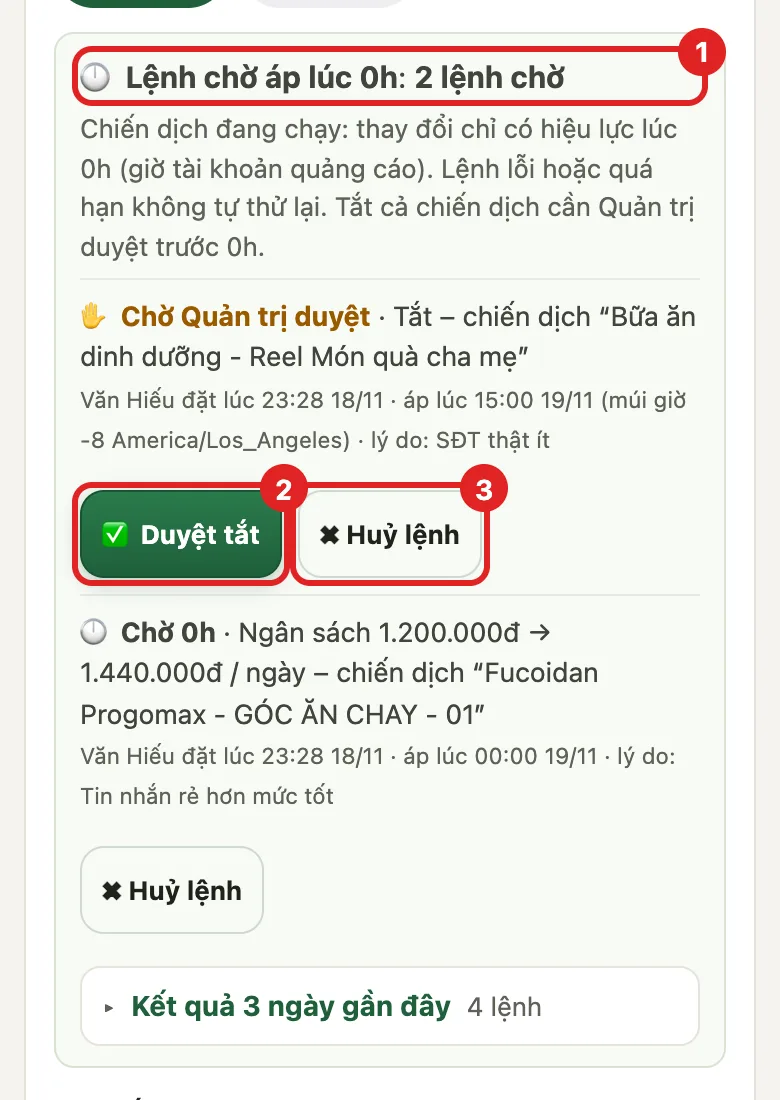 Lệnh chờ áp lúc 0h: 2 lệnh chờ
1
Chiến dịch đang chạy: thay đổi chỉ có hiệu lực lúc
0h (giờ tài khoản quảng cáo). Lệnh lỗi hoặc quá
hạn không tự thử lại. Tắt cả chiến dịch cần Quản trị
duyệt trước 0h.
✋ Chờ Quản trị duyệt · Tắt – chiến dịch “Bữa ăn
dinh dưỡng - Reel Món quà cha mẹ”
Văn Hiếu đặt lúc 23:28 18/11 · áp lúc 15:00 19/11 (múi giờ
-8 America/Los_Angeles) · lý do: SĐT thật ít
2
3
✅ Duyệt tắt
✖ Huỷ lệnh
Chờ 0h · Ngân sách 1.200.000đ →
1.440.000đ / ngày – chiến dịch “Fucoidan
Progomax - GÓC ĂN CHAY - 01”
Văn Hiếu đặt lúc 23:28 18/11 · áp lúc 00:00 19/11 · lý do:
Tin nhắn rẻ hơn mức tốt
✖ Huỷ lệnh
▸ Kết quả 3 ngày gần đây 4 lệnh